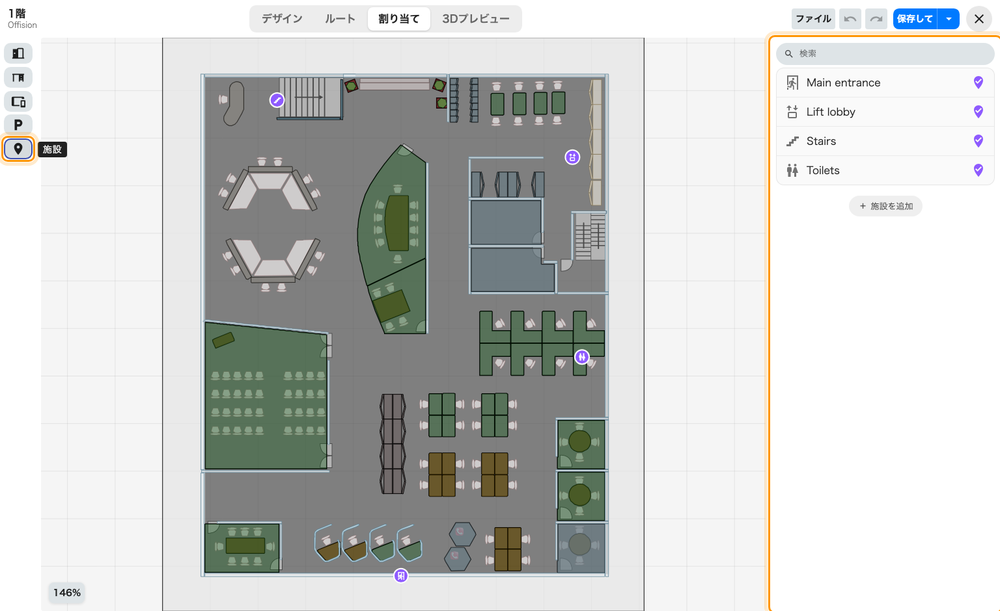 1階
Offision
デザイン
ルート
割り当て
3Dプレビュー
ファイル
保存して
P
施設
検索
Main entrance
Lift lobby
Stairs
Toilets
+ 施設を追加
146%